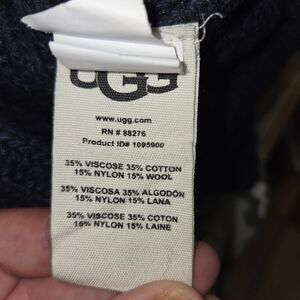 UGG
www.ugg.com
RN # 88276
Product ID# 1095900
35% VISCOSE 35% COTTON
15% NYLON 15% WOOL
35% VISCOSA 35% ALGODÓN
15% NYLON 15% LANA
35% VISCOSE 35% COTON
15% NYLON 15% LAINE